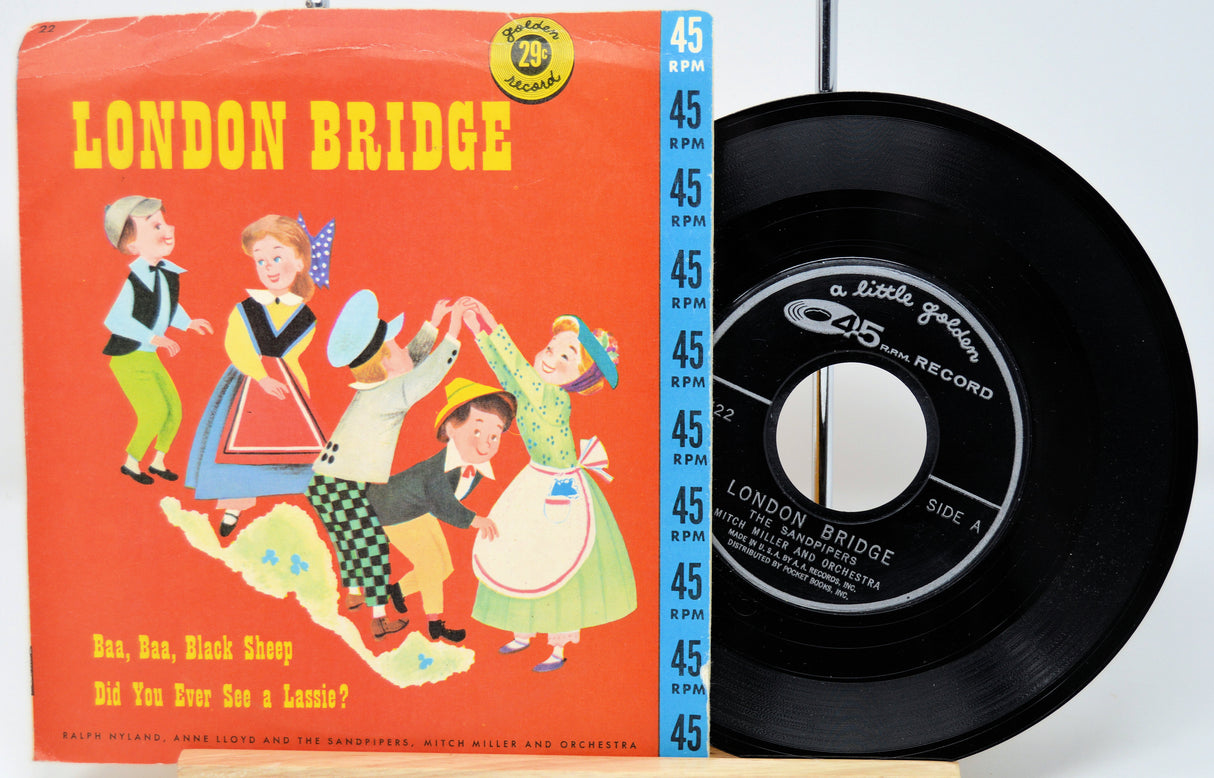 22
golden
29¢
record
LONDON BRIDGE
Baa, Baa, Black Sheep
Did You Ever See a Lassie?
RALPH NYLAND, ANNE LLOYD AND THE SANDPIPERS, MITCH MILLER AND ORCHESTRA
45
RPM
45
RPM
45
RPM
45
RPM
45
RPM
45
RPM
45
RPM
45
RPM
45
RPM
45
a little golden
45 R.P.M. RECORD
22
SIDE A
LONDON BRIDGE
THE SANDPIPERS
MITCH MILLER AND ORCHESTRA
MADE IN U.S.A. BY A.A. RECORDS, INC.
DISTRIBUTED BY POCKET BOOKS, INC.